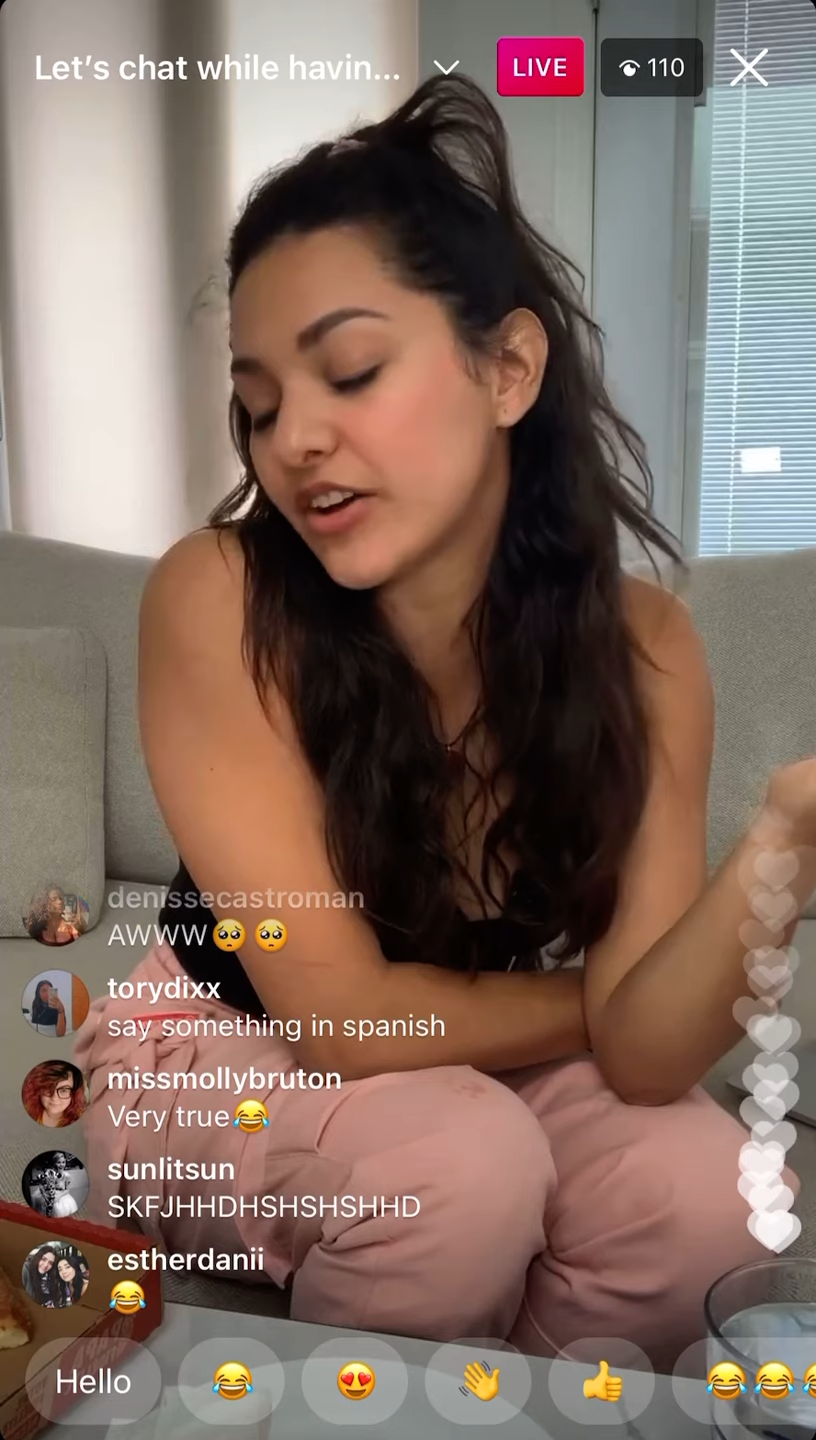 Let’s chat while havin...
LIVE
110
denissecastroman
AWWW🥺🥺
torydixx
say something in spanish
missmollybruton
Very true😂
sunlitsun
SKFJHHDHSHSHSHHD
estherdanii
😂
Hello 😂 😍 👋 👍 😂😂😂